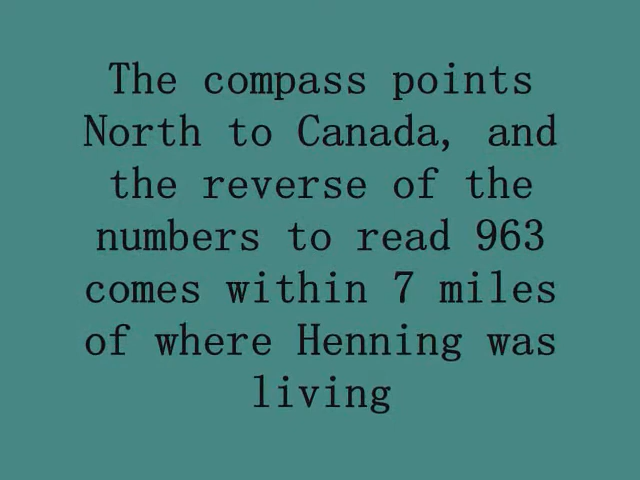 The compass points
North to Canada, and
the reverse of the
numbers to read 963
comes within 7 miles
of where Henning was
living